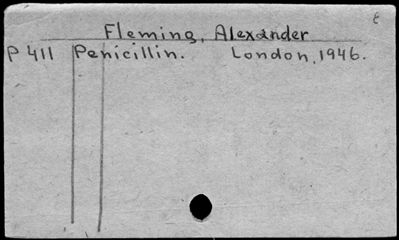 ε
Fleming, Alexander
P 411 Penicillin. London, 1946.